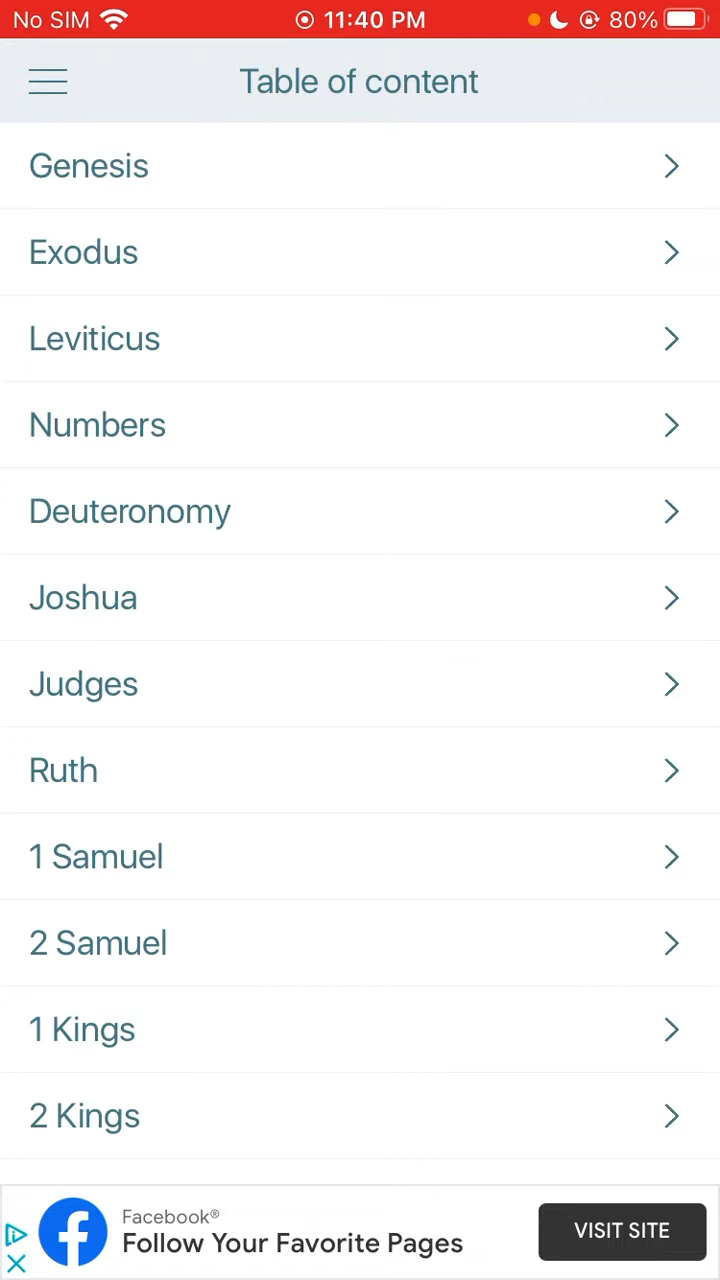 No SIM 11:40 PM 80%
Table of content
Genesis
Exodus
Leviticus
Numbers
Deuteronomy
Joshua
Judges
Ruth
1 Samuel
2 Samuel
1 Kings
2 Kings
Facebook®
Follow Your Favorite Pages
VISIT SITE